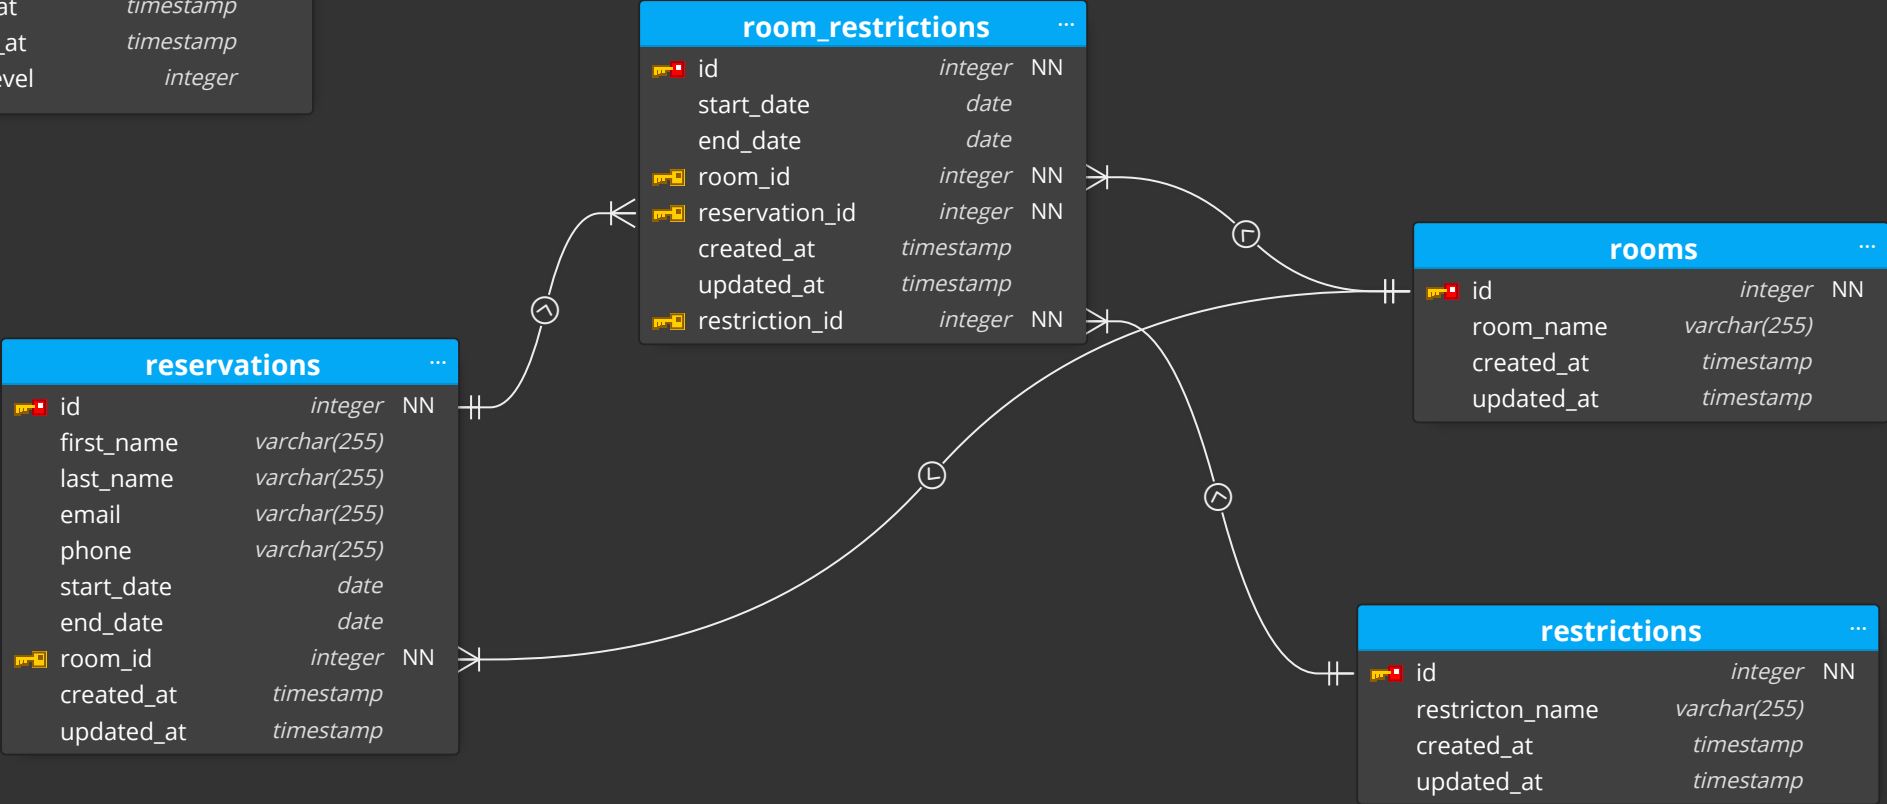 timestamp
_at timestamp
integer
room_restrictions ...
id integer NN
start_date date
end_date date
room_id integer NN
reservation_id integer NN
created_at timestamp
updated_at timestamp
restriction_id integer NN
rooms ...
id integer NN
room_name varchar(255)
created_at timestamp
updated_at timestamp
reservations ...
id integer NN
first_name varchar(255)
last_name varchar(255)
email varchar(255)
phone varchar(255)
start_date date
end_date date
room_id integer NN
created_at timestamp
updated_at timestamp
restrictions ...
id integer NN
restricton_name varchar(255)
created_at timestamp
updated_at timestamp